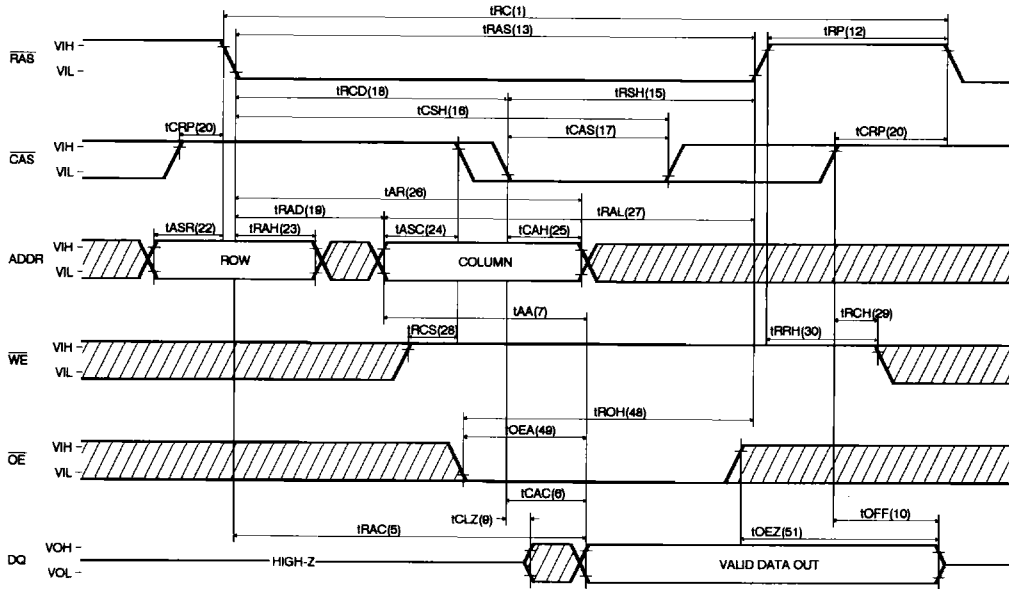 tRC(1)
tRAS(13)
tRP(12)
RAS
VIH
VIL
tRCD(18)
tRSH(15)
tCSH(16)
tCRP(20)
tCAS(17)
tCRP(20)
CAS
VIH
VIL
tAR(26)
tRAD(19)
tRAL(27)
tASR(22)
tRAH(23)
tASC(24)
tCAH(25)
ADDR
VIH
VIL
ROW
COLUMN
tAA(7)
tRCS(28)
tRCH(29)
tRRH(30)
WE
VIH
VIL
tROH(48)
tOEA(49)
OE
VIH
VIL
tCAC(6)
tCLZ(9)
tOFF(10)
tRAC(5)
tOEZ(51)
DQ
VOH
VOL
HIGH-Z
VALID DATA OUT